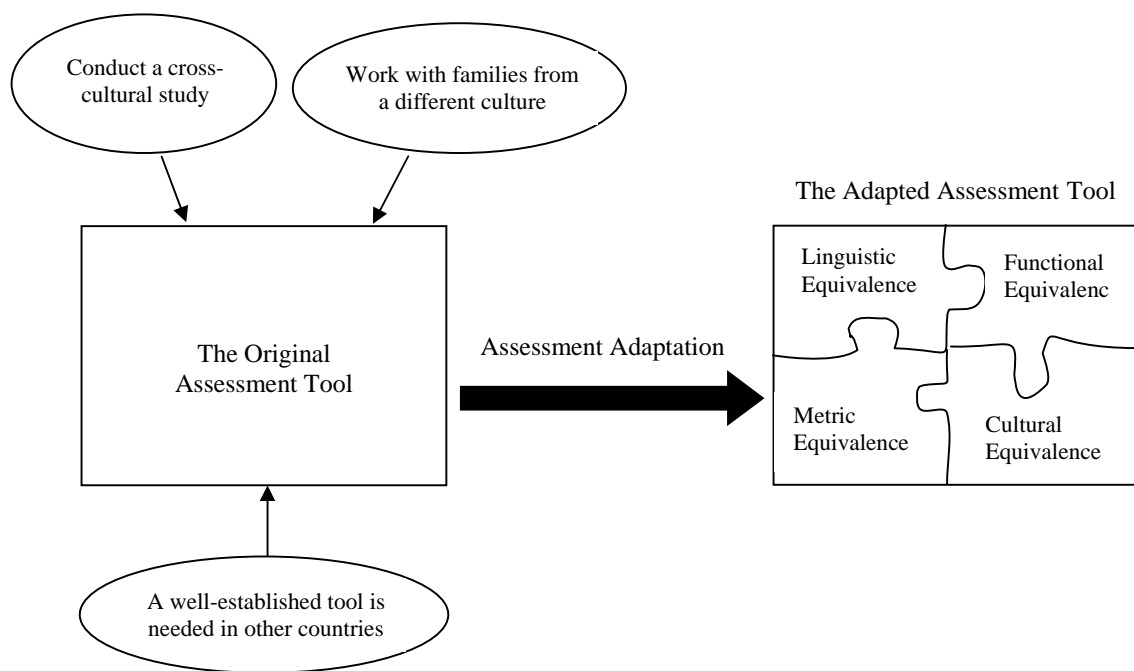 Conduct a cross-
cultural study
Work with families from
a different culture
The Original
Assessment Tool
A well-established tool is
needed in other countries
Assessment Adaptation
The Adapted Assessment Tool
Linguistic
Equivalence
Functional
Equivalenc
Metric
Equivalence
Cultural
Equivalence